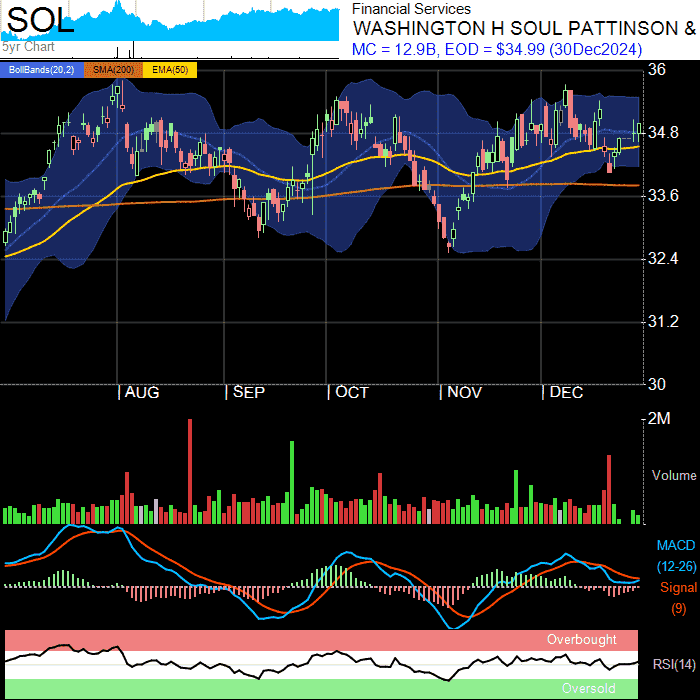 SOL
5yr Chart
Financial Services
WASHINGTON H SOUL PATTINSON &
MC = 12.9B, EOD = $34.99 (30Dec2024)
BollBands(20,2) SMA(200) EMA(50)
36
34.8
33.6
32.4
31.2
30
AUG SEP OCT NOV DEC
2M
Volume
MACD
(12-26)
Signal
(9)
Overbought
RSI(14)
Oversold